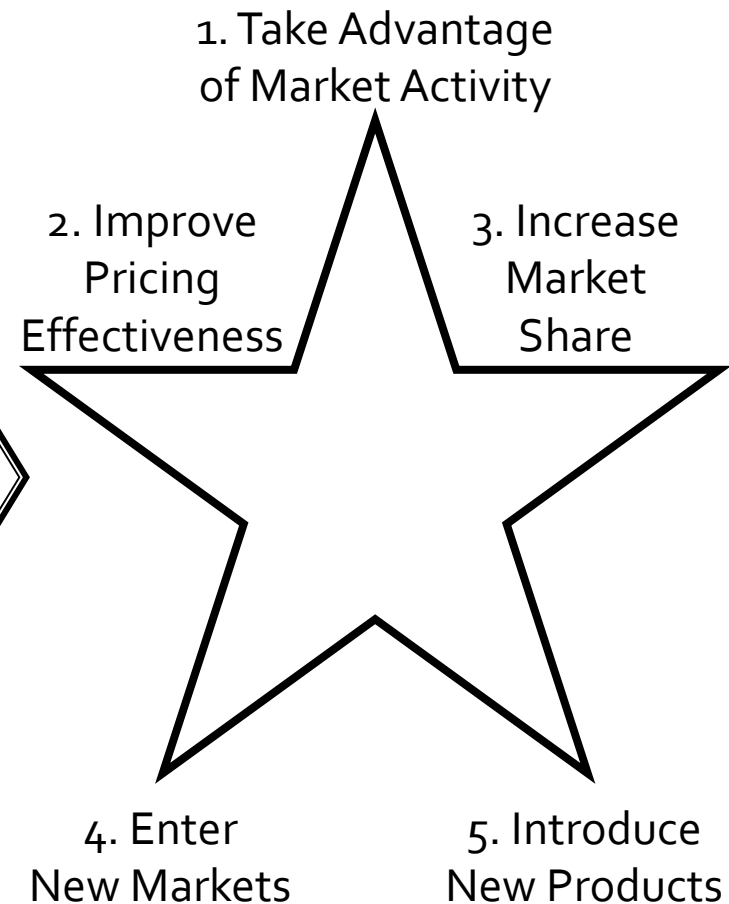 1. Take Advantage
of Market Activity
2. Improve
Pricing
Effectiveness
3. Increase
Market
Share
4. Enter
New Markets
5. Introduce
New Products